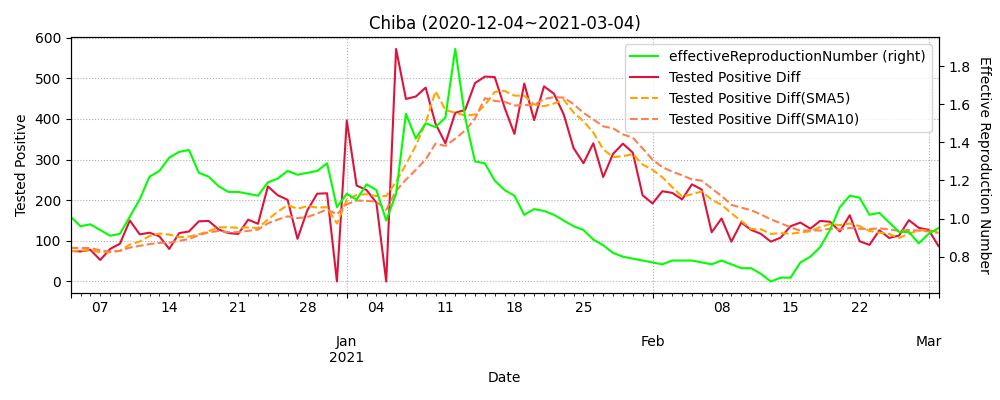 Chiba (2020-12-04~2021-03-04)
effectiveReproductionNumber (right)
Tested Positive Diff
Tested Positive Diff(SMA5)
Tested Positive Diff(SMA10)
Tested Positive
600
500
400
300
200
100
0
Effective Reproduction Number
1.8
1.6
1.4
1.2
1.0
0.8
07 14 21 28 04 11 18 25 08 15 22
Jan Feb Mar
2021
Date